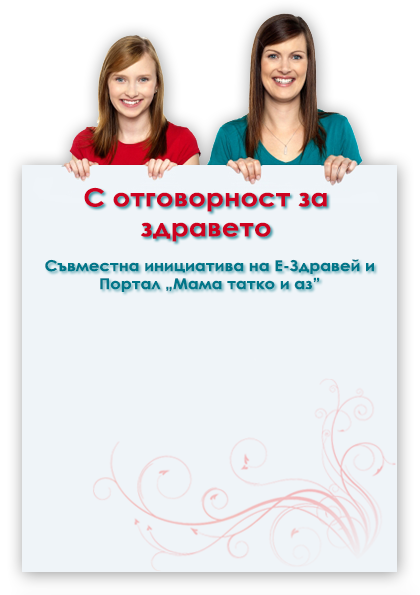 С отговорност за
здравето
Съвместна инициатива на Е-Здравей и
Портал „Мама татко и аз”